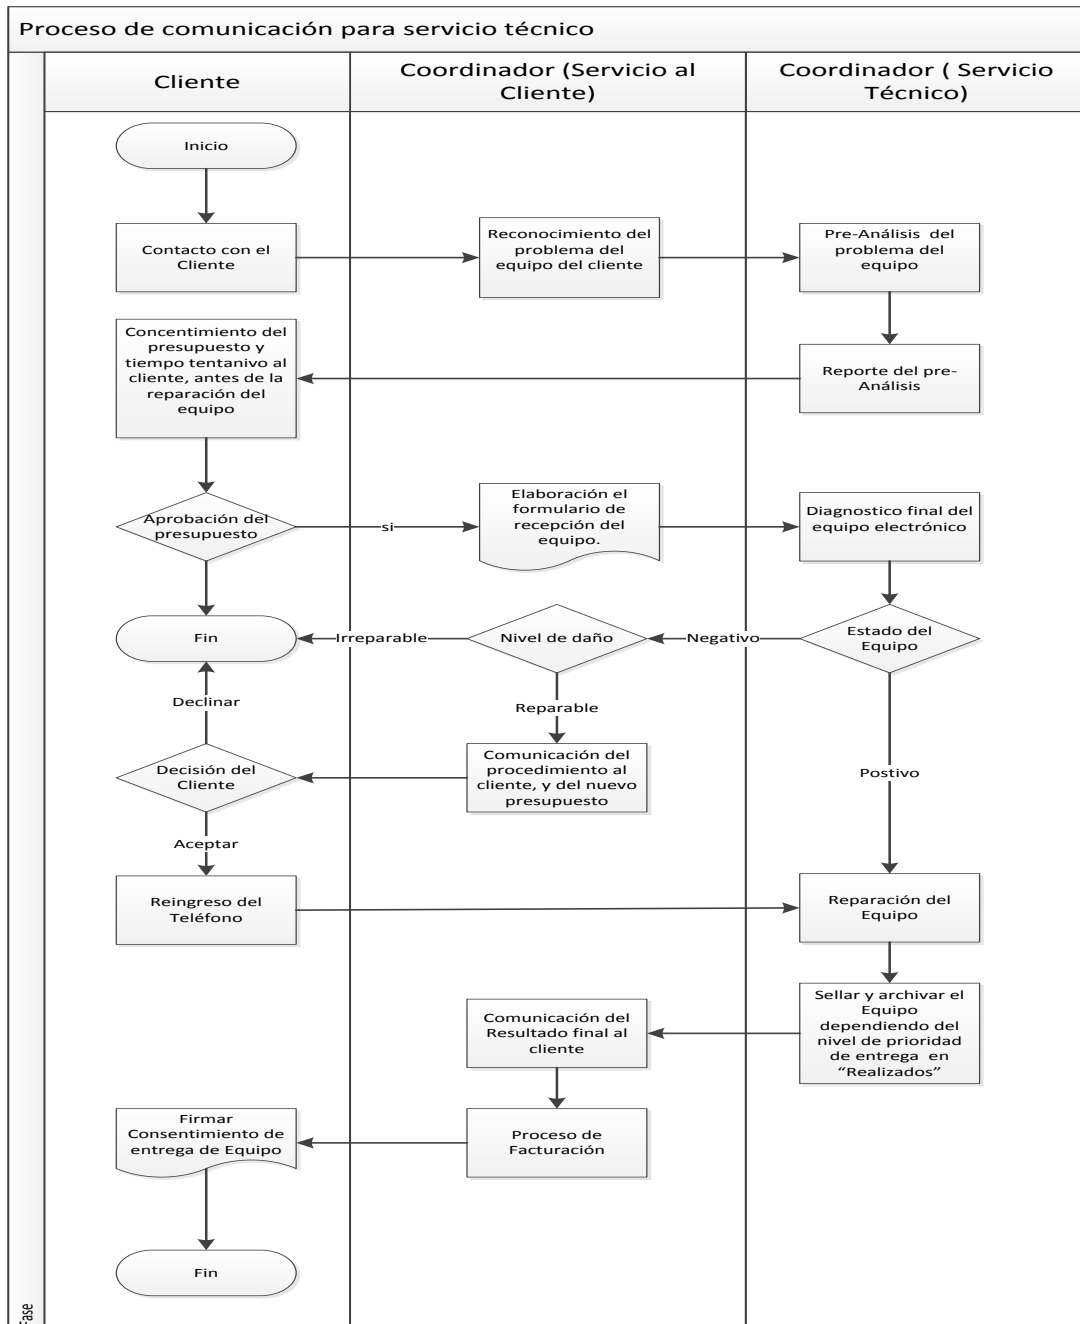 Proceso de comunicación para servicio técnico
Cliente
Coordinador (Servicio al
Cliente)
Coordinador ( Servicio
Técnico)
Inicio
Contacto con el
Cliente
Reconocimiento del
problema del
equipo del cliente
Pre-Análisis del
problema del
equipo
Concentimiento del
presupuesto y
tiempo tentanivo al
cliente, antes de la
reparación del
equipo
Reporte del pre-
Análisis
Aprobación del
presupuesto
si
Elaboración el
formulario de
recepción del
equipo.
Diagnostico final del
equipo electrónico
Fin
Irreparable
Nivel de daño
Negativo
Estado del
Equipo
Declinar
Reparable
Decisión del
Cliente
Comunicación del
procedimiento al
cliente, y del nuevo
presupuesto
Postivo
Aceptar
Reingreso del
Teléfono
Reparación del
Equipo
Comunicación del
Resultado final al
cliente
Sellar y archivar el
Equipo
dependiendo del
nivel de prioridad
de entrega en
“Realizados”
Firmar
Consentimiento de
entrega de Equipo
Proceso de
Facturación
Fin
Fase